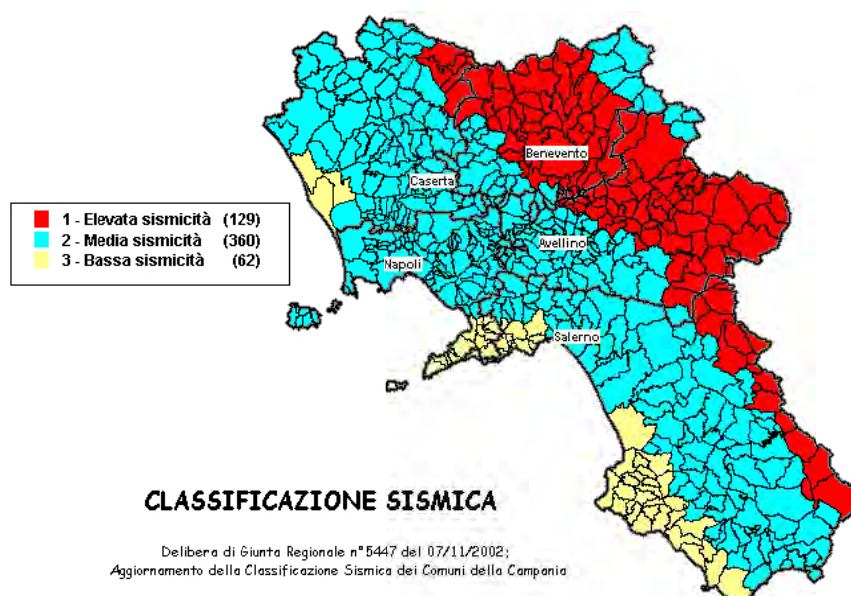 Benevento
Caserta
1 - Elevata sismicità (129)
2 - Media sismicità (360)
3 - Bassa sismicità (62)
Avellino
Napoli
Salerno
CLASSIFICAZIONE SISMICA
Delibera di Giunta Regionale n°5447 del 07/11/2002;
Aggiornamento della Classificazione Sismica dei Comuni della Campania